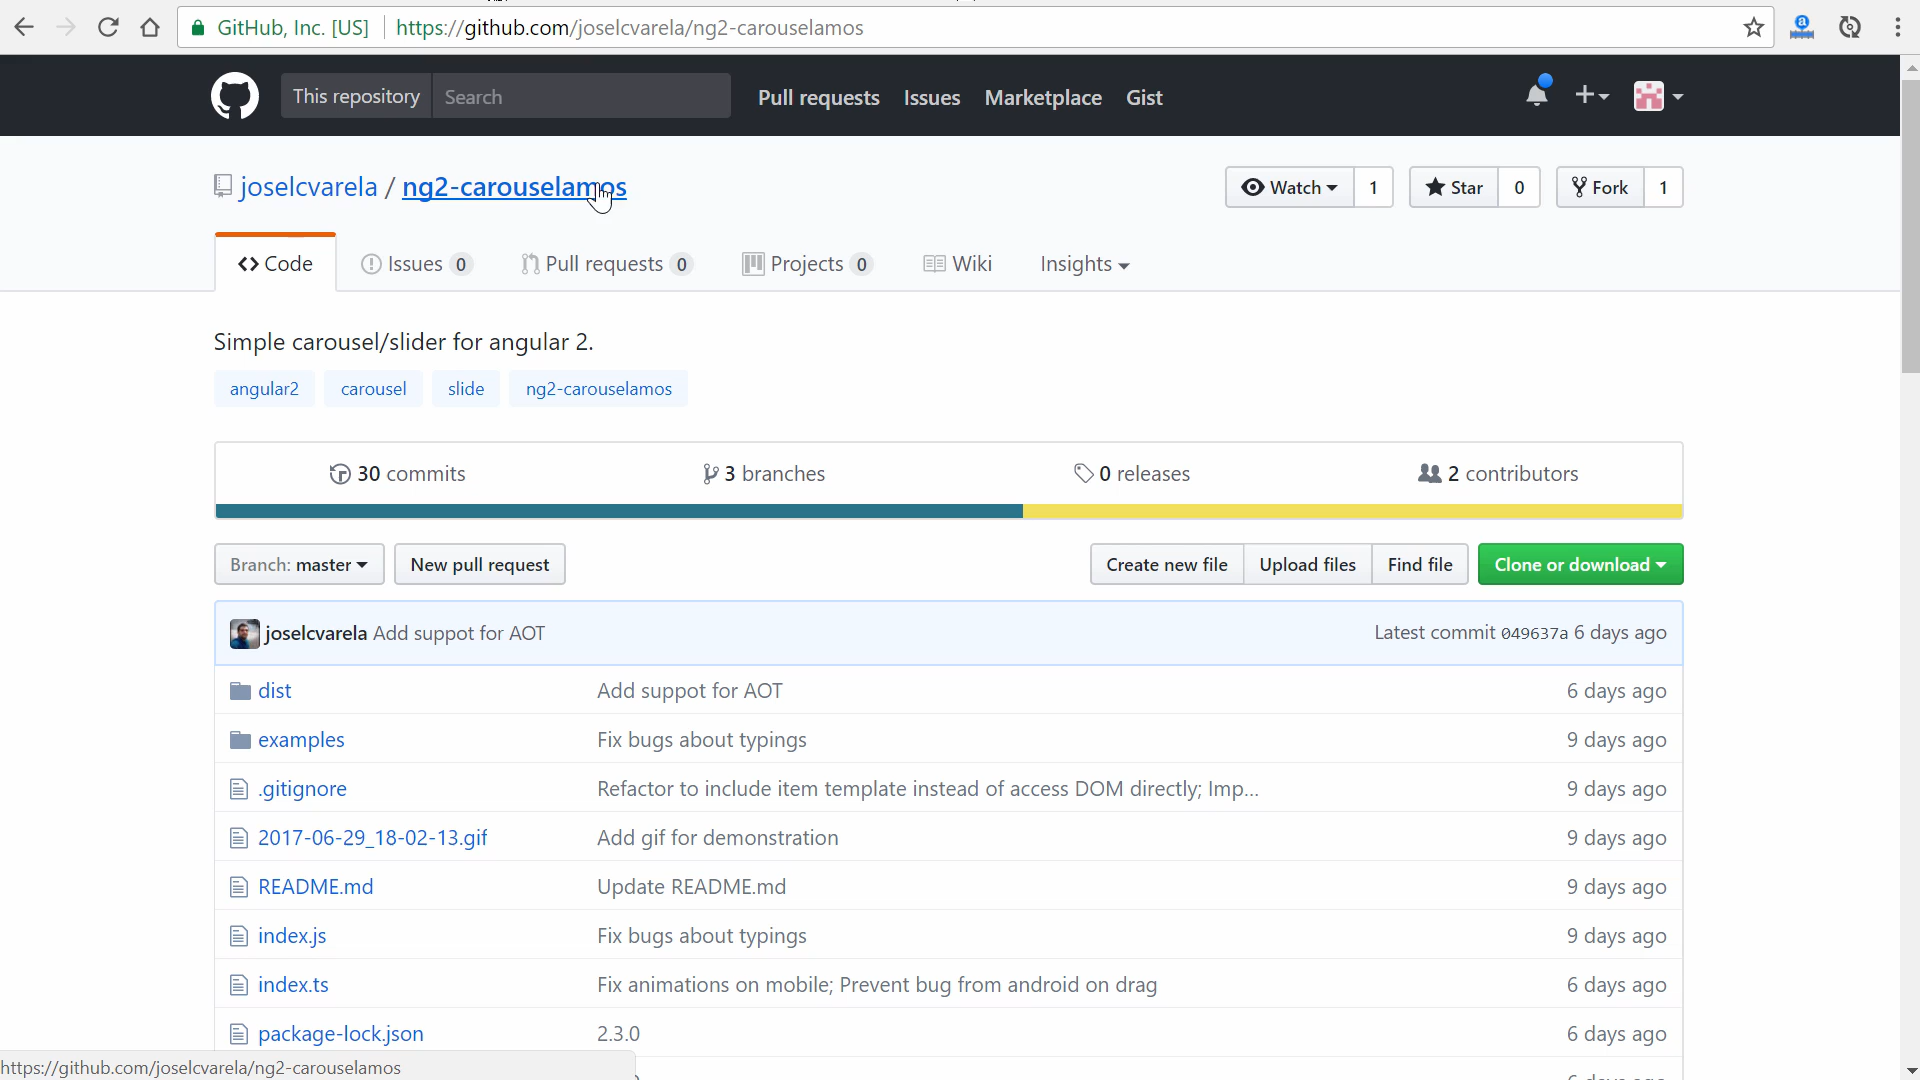 GitHub, Inc. [US] https://github.com/joselcvarela/ng2-carouselamos
This repository Search Pull requests Issues Marketplace Gist
joselcvarela / ng2-carouselamos Watch 1 Star 0 Fork 1
Code Issues 0 Pull requests 0 Projects 0 Wiki Insights
Simple carousel/slider for angular 2.
angular2 carousel slide ng2-carouselamos
30 commits 3 branches 0 releases 2 contributors
Branch: master New pull request Create new file Upload files Find file Clone or download
joselcvarela Add suppot for AOT Latest commit 049637a 6 days ago
dist Add suppot for AOT 6 days ago
examples Fix bugs about typings 9 days ago
.gitignore Refactor to include item template instead of access DOM directly; Imp... 9 days ago
2017-06-29_18-02-13.gif Add gif for demonstration 9 days ago
README.md Update README.md 9 days ago
index.js Fix bugs about typings 9 days ago
index.ts Fix animations on mobile; Prevent bug from android on drag 6 days ago
package-lock.json 2.3.0 6 days ago
https://github.com/joselcvarela/ng2-carouselamos